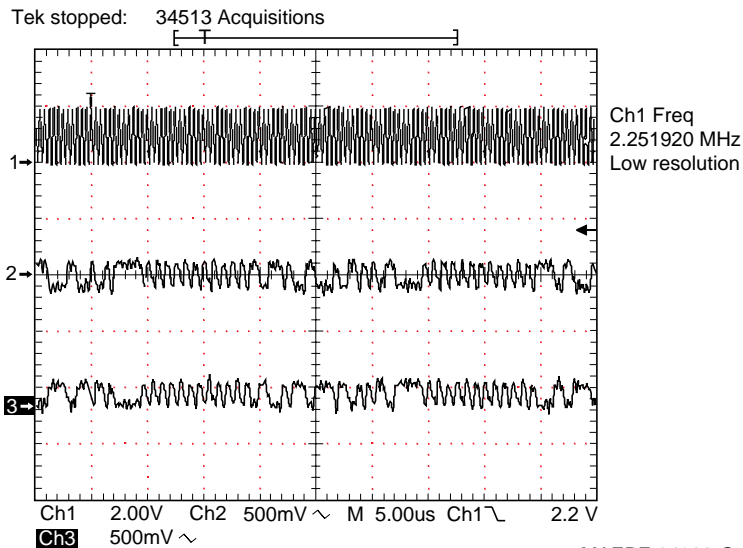 Tek stopped: 34513 Acquisitions
T
T
Ch1 Freq
2.251920 MHz
Low resolution
1
2
3
Ch1 2.00V Ch2 500mV M 5.00us Ch1 2.2 V
Ch3 500mV